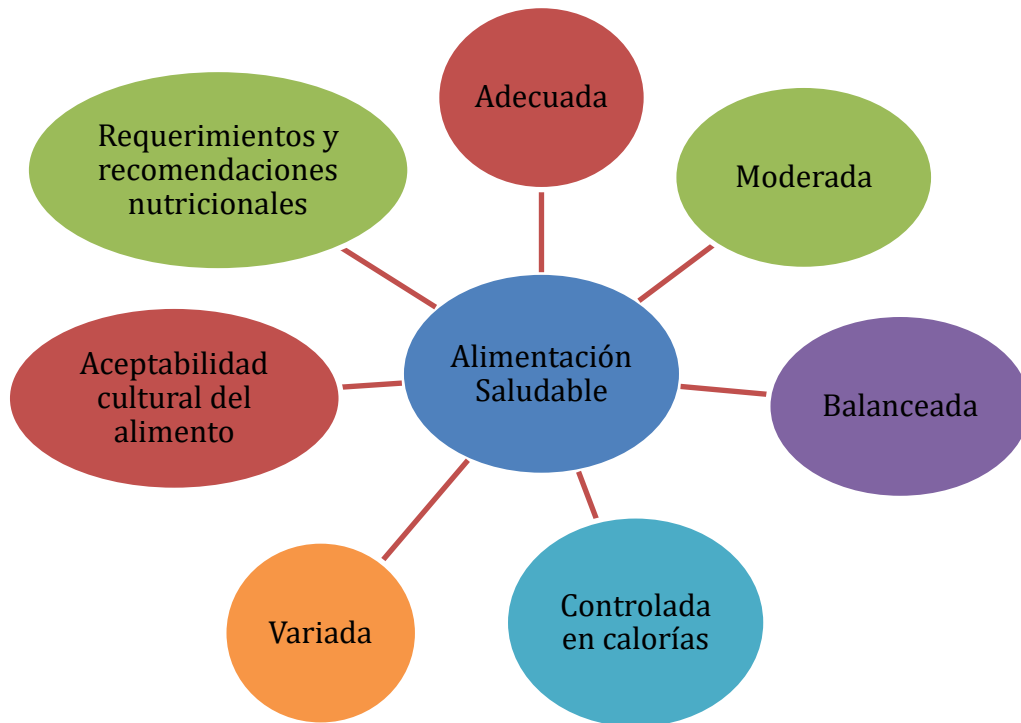 Adecuada
Requerimientos y
recomendaciones
nutricionales
Moderada
Aceptabilidad
cultural del
alimento
Alimentación
Saludable
Balanceada
Variada
Controlada
en calorías